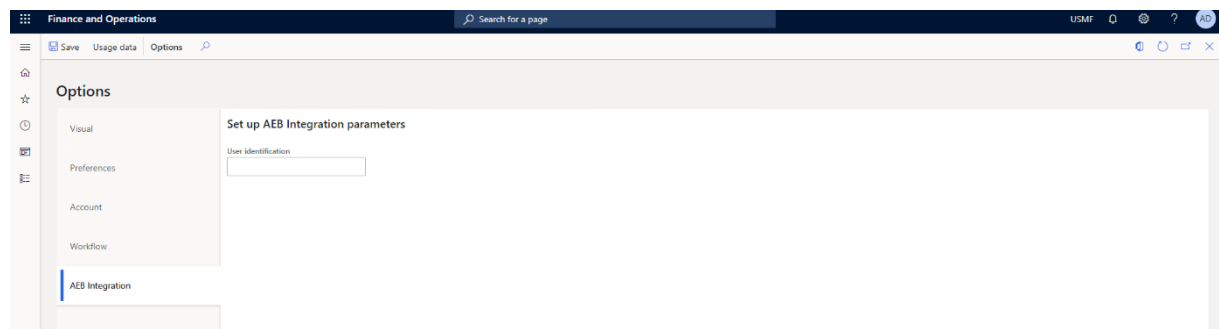 Finance and Operations
Search for a page
USMF
?
AD
Save Usage data Options
Options
Visual
Set up AEB Integration parameters
User identification
Preferences
Account
Workflow
AEB Integration